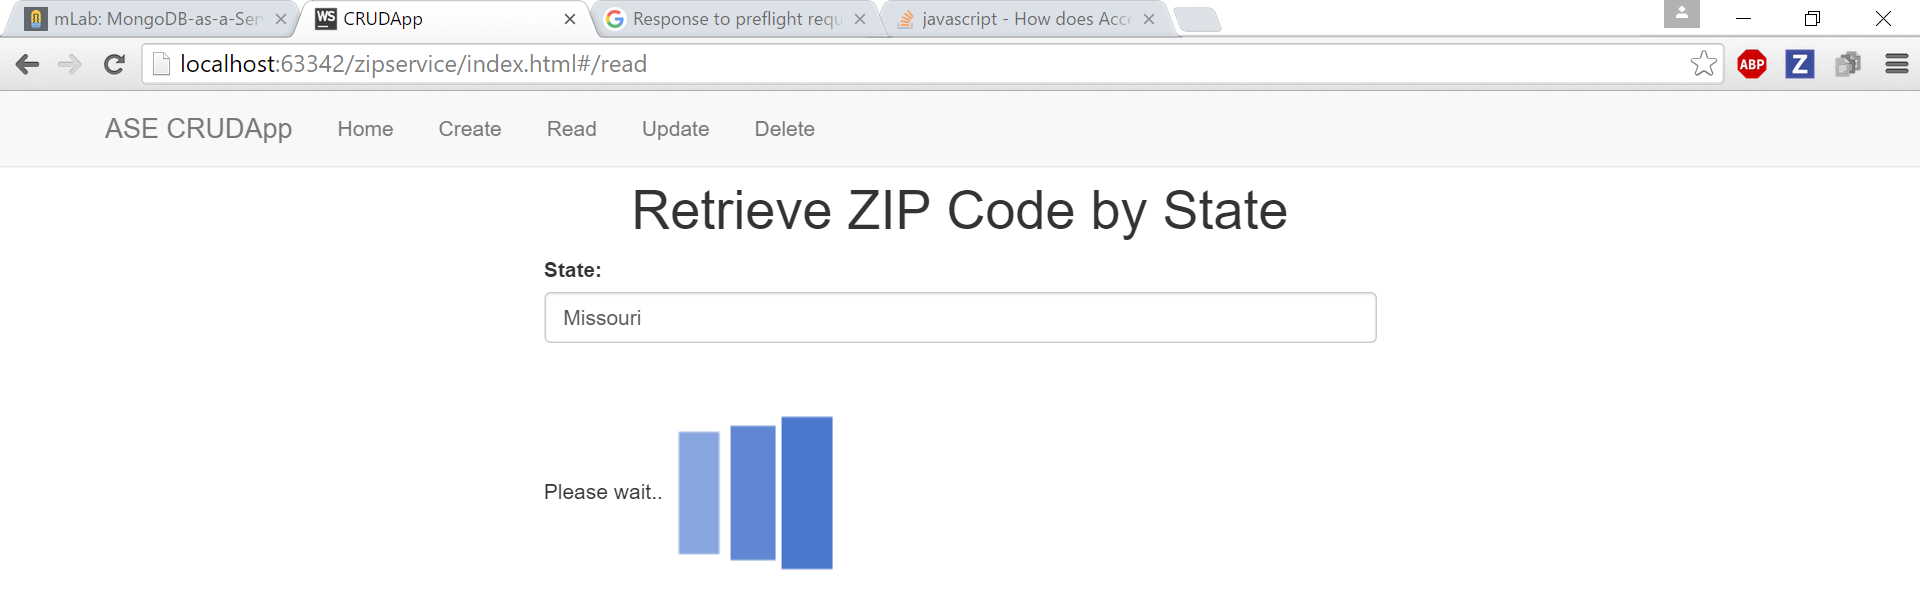 mLab: MongoDB-as-a-Ser
WS CRUDApp
Response to preflight requ
javascript - How does Acce
localhost:63342/zipservice/index.html#/read
ABP
Z
ASE CRUDApp Home Create Read Update Delete
Retrieve ZIP Code by State
State:
Missouri
Please wait..